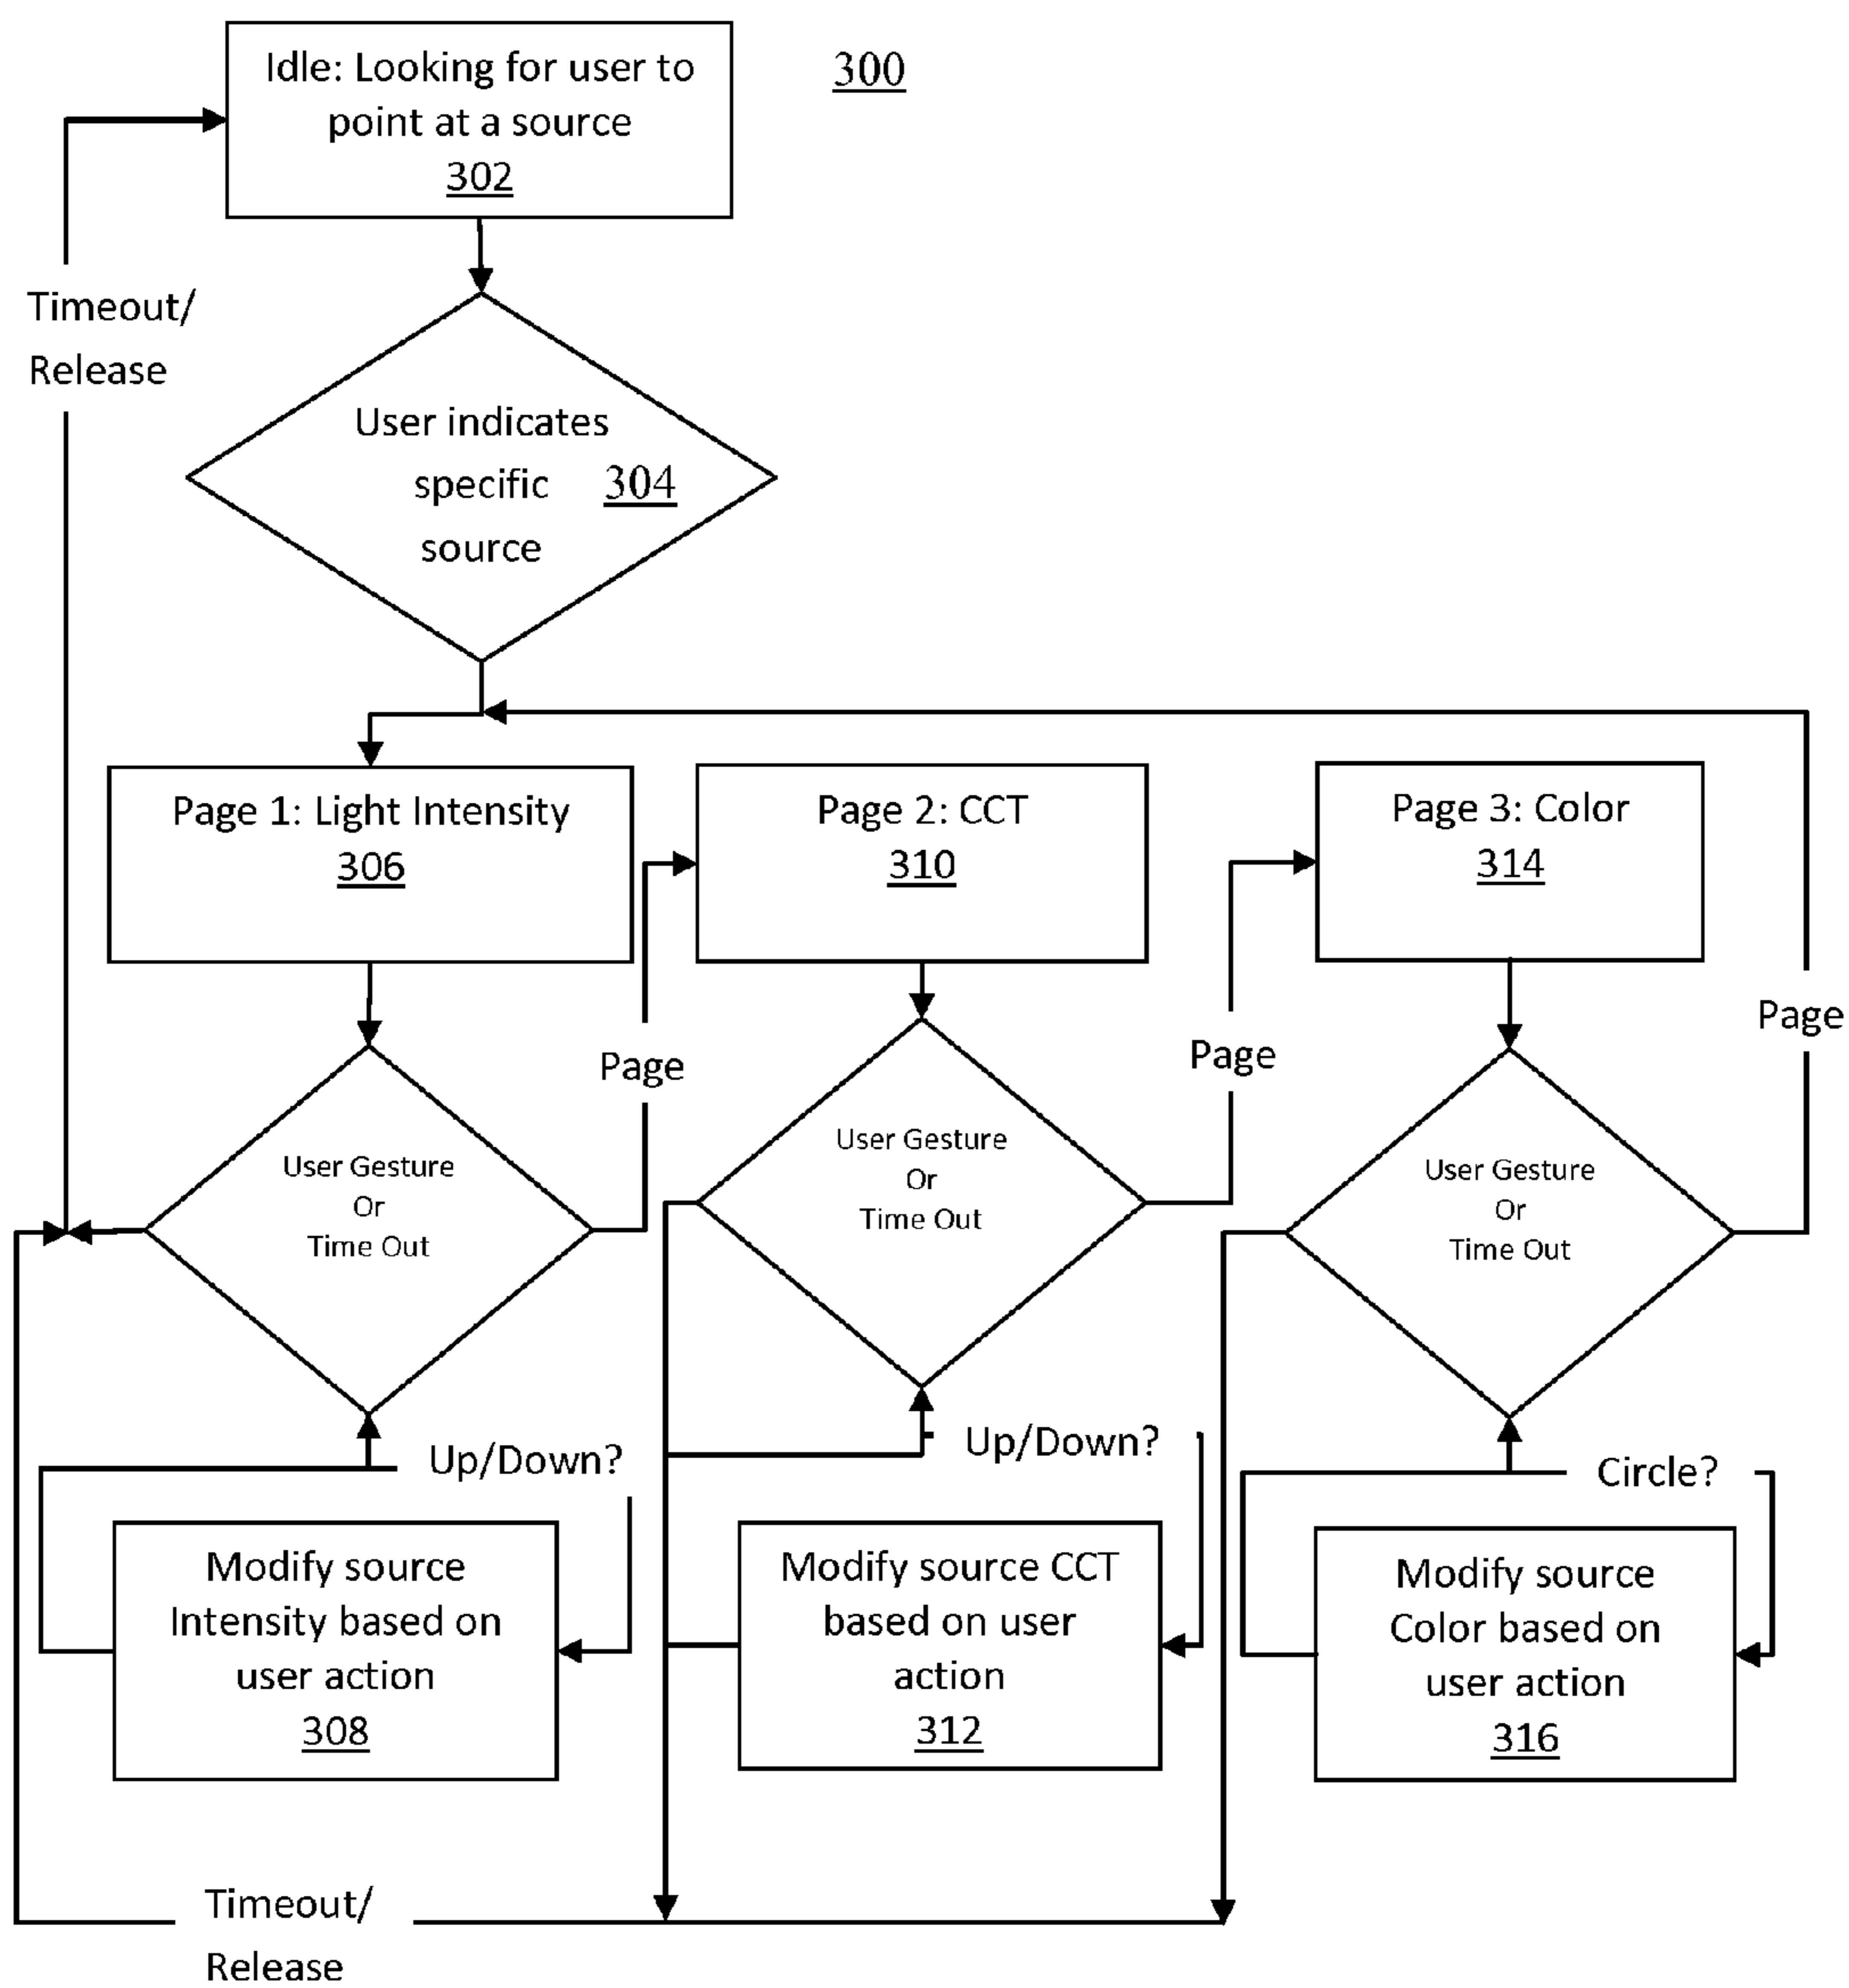 Idle: Looking for user to
point at a source
302
300
Timeout/
Release
User indicates
specific 304
source
Page 1: Light Intensity
306
Page 2: CCT
310
Page 3: Color
314
Page
Page
Page
User Gesture
Or
Time Out
User Gesture
Or
Time Out
User Gesture
Or
Time Out
Up/Down?
Up/Down?
Circle?
Modify source
Intensity based on
user action
308
Modify source CCT
based on user
action
312
Modify source
Color based on
user action
316
Timeout/
Release